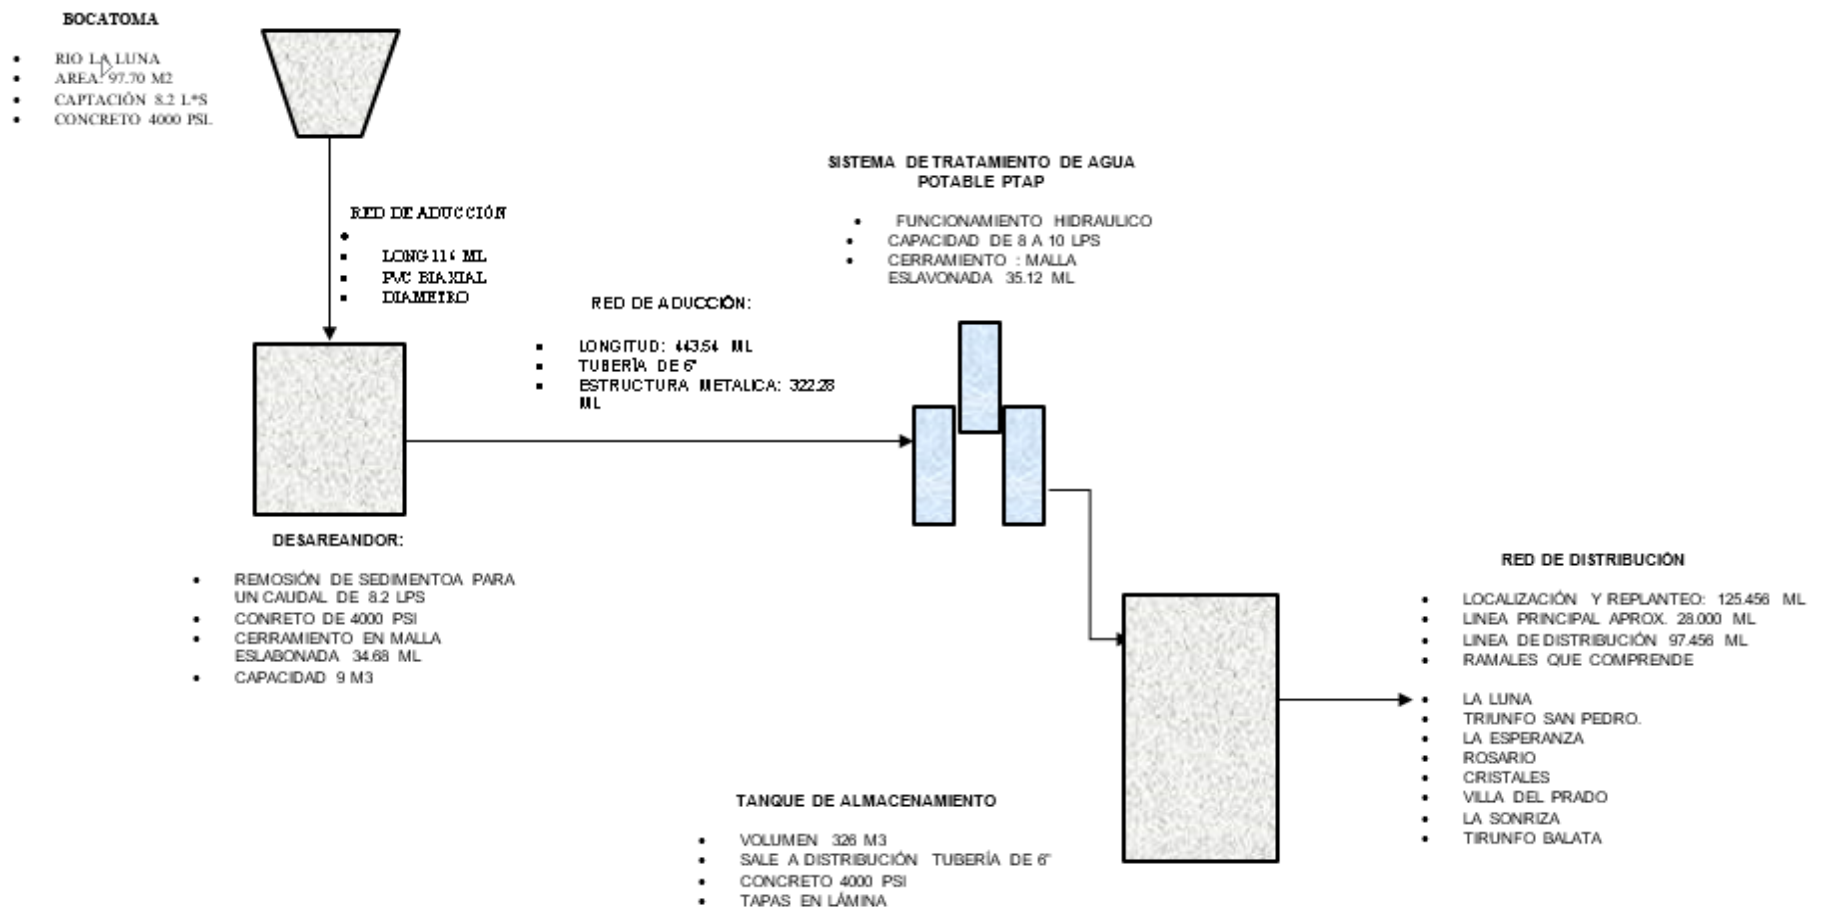 BOCATOMA
• RIO LA LUNA
• AREA: 97.70 M2
• CAPTACIÓN 8.2 L*S
• CONCRETO 4000 PSI.
RED DE ADUCCIÓN
•
▪ LONG 114 ML
▪ PVC BIAXIAL
▪ DIAMETRO
RED DE ADUCCIÓN:
▪ LONGITUD: 443.54 ML
▪ TUBERÌA DE 6"
▪ ESTRUCTURA METALICA: 322.28
ML
SISTEMA DE TRATAMIENTO DE AGUA
POTABLE PTAP
• FUNCIONAMIENTO HIDRAULICO
• CAPACIDAD DE 8 A 10 LPS
• CERRAMIENTO : MALLA
ESLAVONADA 35.12 ML
DESAREANDOR:
• REMOSIÓN DE SEDIMENTOA PARA
UN CAUDAL DE 8.2 LPS
• CONRETO DE 4000 PSI
• CERRAMIENTO EN MALLA
ESLABONADA 34.68 ML
• CAPACIDAD 9 M3
TANQUE DE ALMACENAMIENTO
• VOLUMEN 326 M3
• SALE A DISTRIBUCIÓN TUBERÍA DE 6"
• CONCRETO 4000 PSI
• TAPAS EN LÁMINA
RED DE DISTRIBUCIÓN
• LOCALIZACIÓN Y REPLANTEO: 125.456 ML
• LINEA PRINCIPAL APROX. 28.000 ML
• LINEA DE DISTRIBUCIÓN 97.456 ML
• RAMALES QUE COMPRENDE
• LA LUNA
• TRIUNFO SAN PEDRO.
• LA ESPERANZA
• ROSARIO
• CRISTALES
• VILLA DEL PRADO
• LA SONRIZA
• TIRUNFO BALATA